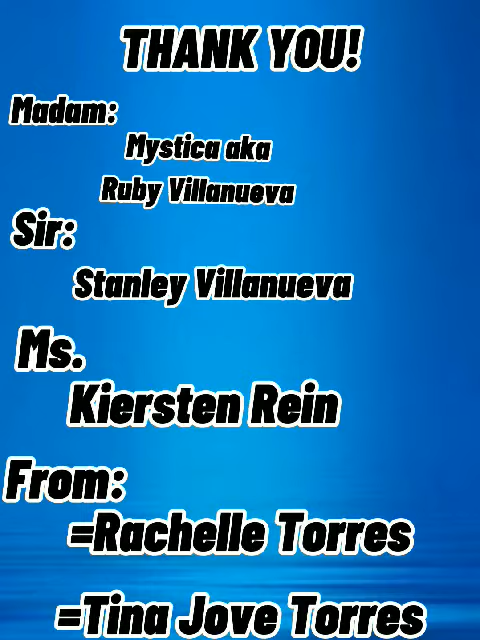 THANK YOU!
Madam:
Mystica aka
Ruby Villanueva
Sir:
Stanley Villanueva
Ms.
Kiersten Rein
From:
=Rachelle Torres
=Tina Jove Torres